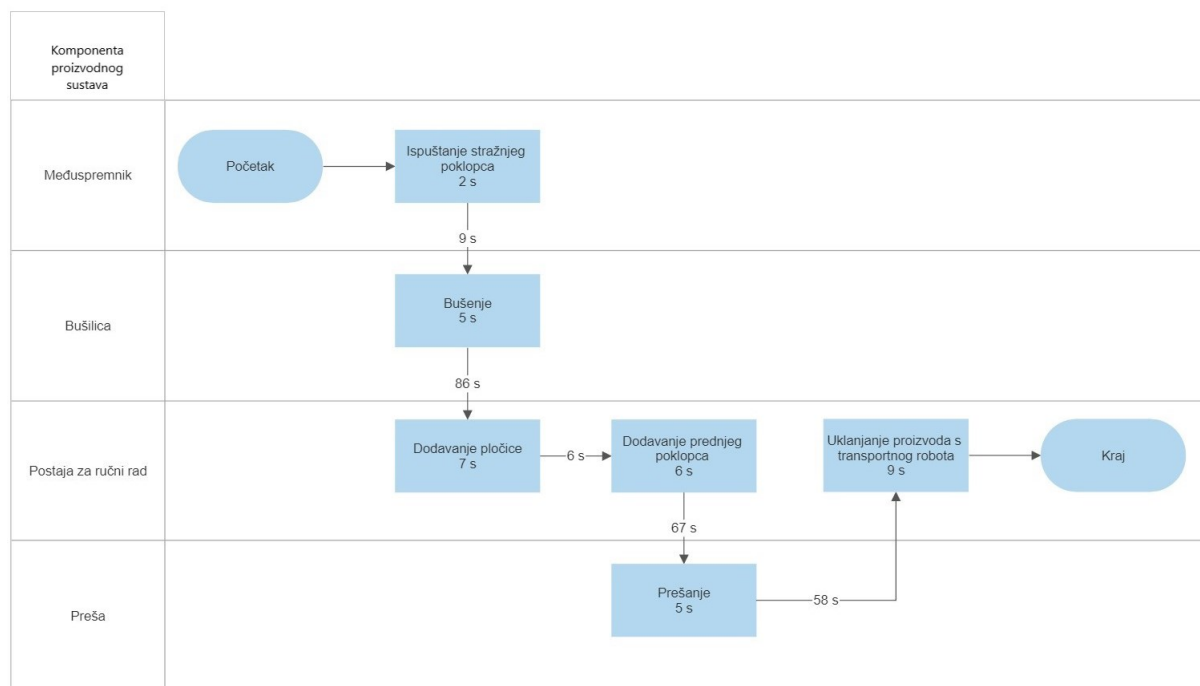 Komponenta
proizvodnog
sustava
Međuspremnik
Početak
Ispuštanje stražnjeg
poklopca
2 s
9 s
Bušilica
Bušenje
5 s
86 s
Postaja za ručni rad
Dodavanje pločice
7 s
6 s
Dodavanje prednjeg
poklopca
6 s
Uklanjanje proizvoda s
transportnog robota
9 s
Kraj
67 s
Preša
Prešanje
5 s
58 s